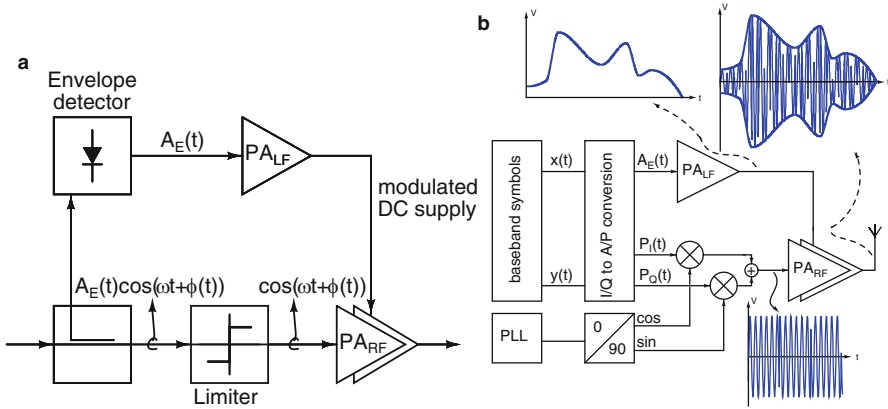 a
Envelope
detector
A_E(t)
PA_LF
modulated
DC supply
A_E(t)cos(ωt+ϕ(t))
cos(ωt+ϕ(t))
PA_RF
Limiter
b
V
t
V
t
baseband symbols
x(t)
y(t)
I/Q to A/P conversion
A_E(t)
PA_LF
P_I(t)
P_Q(t)
PA_RF
PLL
0
90
cos
sin
V
t